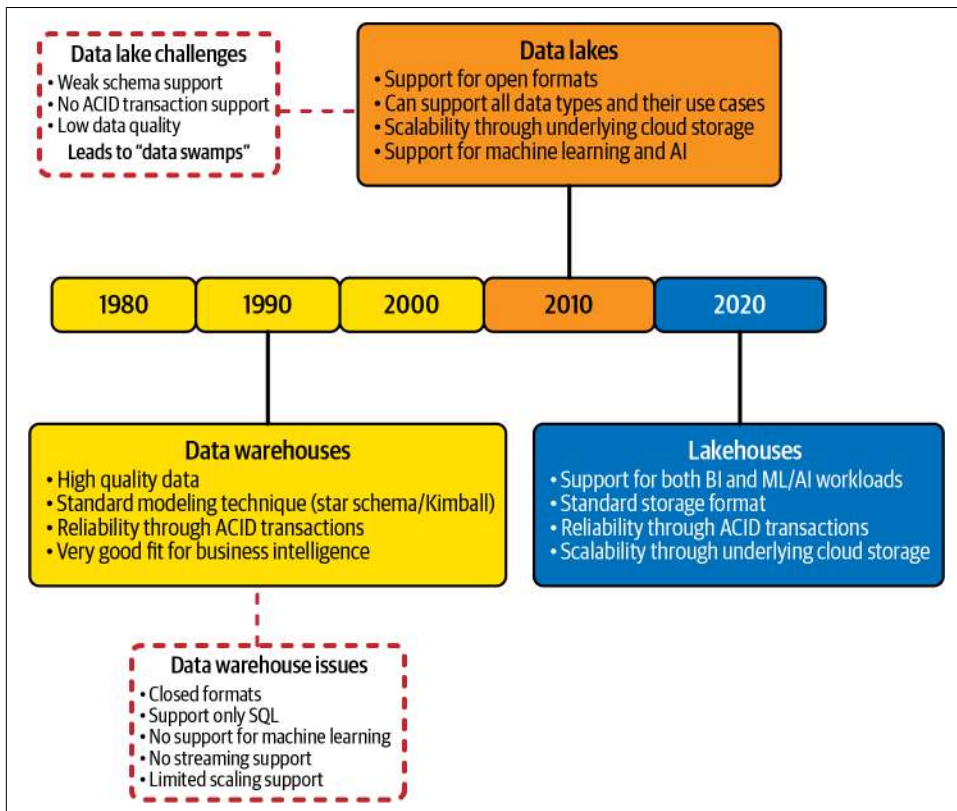 Data lake challenges
• Weak schema support
• No ACID transaction support
• Low data quality
Leads to “data swamps”
Data lakes
• Support for open formats
• Can support all data types and their use cases
• Scalability through underlying cloud storage
• Support for machine learning and AI
1980
1990
2000
2010
2020
Data warehouses
• High quality data
• Standard modeling technique (star schema/Kimball)
• Reliability through ACID transactions
• Very good fit for business intelligence
Lakehouses
• Support for both BI and ML/AI workloads
• Standard storage format
• Reliability through ACID transactions
• Scalability through underlying cloud storage
Data warehouse issues
• Closed formats
• Support only SQL
• No support for machine learning
• No streaming support
• Limited scaling support